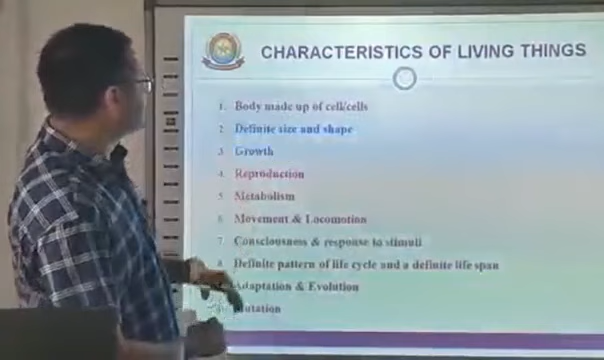 CHARACTERISTICS OF LIVING THINGS
1. Body made up of cell/cells
2. Definite size and shape
3. Growth
4. Reproduction
5. Metabolism
6. Movement & Locomotion
7. Consciousness & response to stimuli
8. Definite pattern of life cycle and a definite life span
Adaptation & Evolution
Mutation